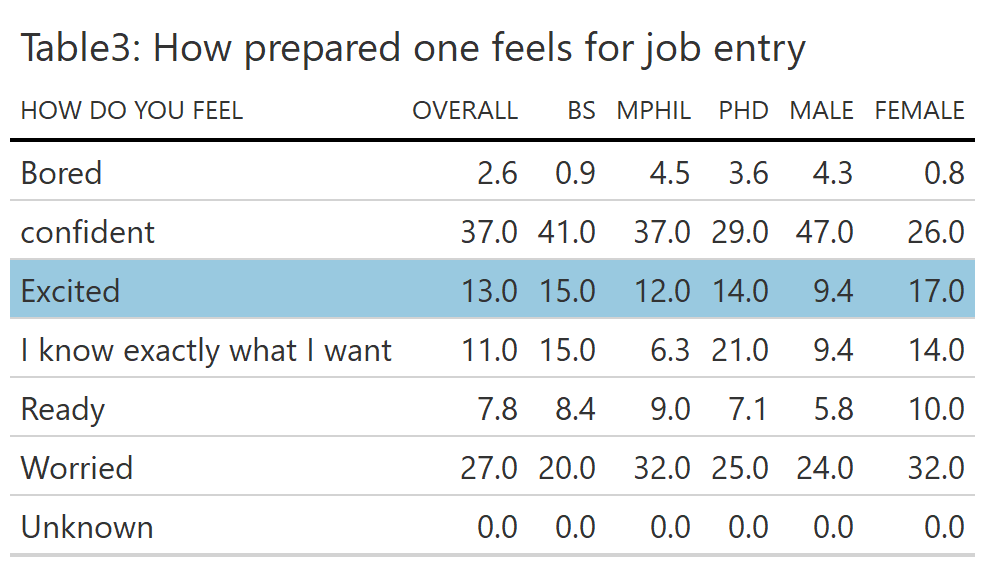 Table3: How prepared one feels for job entry
HOW DO YOU FEEL OVERALL BS MPHIL PHD MALE FEMALE
Bored 2.6 0.9 4.5 3.6 4.3 0.8
confident 37.0 41.0 37.0 29.0 47.0 26.0
Excited 13.0 15.0 12.0 14.0 9.4 17.0
I know exactly what I want 11.0 15.0 6.3 21.0 9.4 14.0
Ready 7.8 8.4 9.0 7.1 5.8 10.0
Worried 27.0 20.0 32.0 25.0 24.0 32.0
Unknown 0.0 0.0 0.0 0.0 0.0 0.0